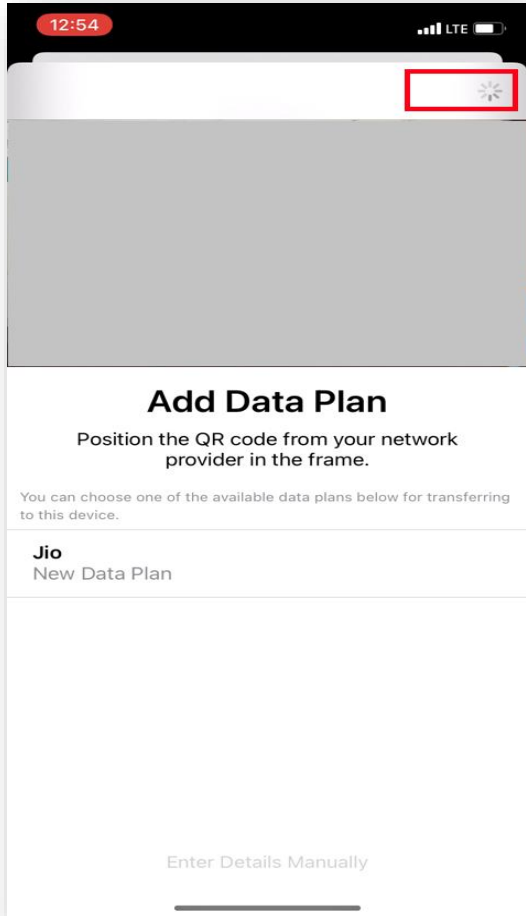 12:54
LTE
Add Data Plan
Position the QR code from your network
provider in the frame.
You can choose one of the available data plans below for transferring
to this device.
Jio
New Data Plan
Enter Details Manually